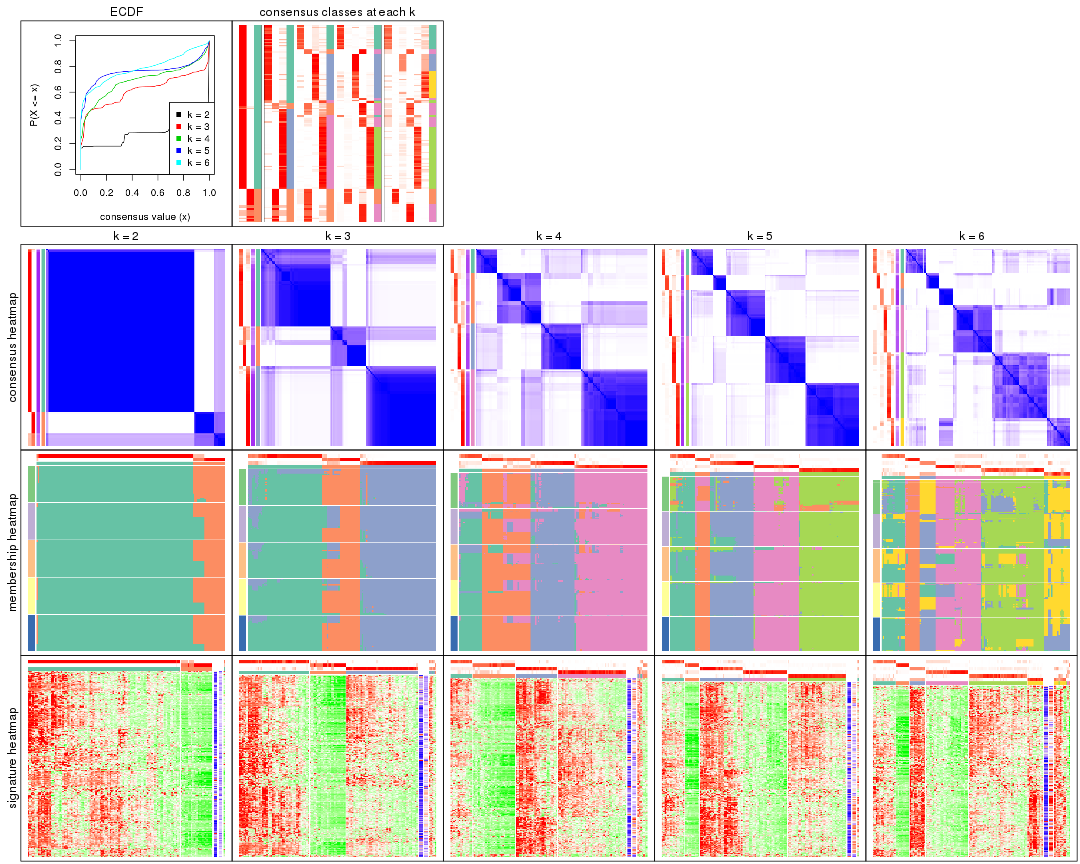 ECDF
consensus classes at each k
P(X <= x)
0.0 0.2 0.4 0.6 0.8 1.0
k = 2
k = 3
k = 4
k = 5
k = 6
0.0 0.2 0.4 0.6 0.8 1.0
consensus value (x)
k = 2 k = 3 k = 4 k = 5 k = 6
consensus heatmap
membership heatmap
signature heatmap